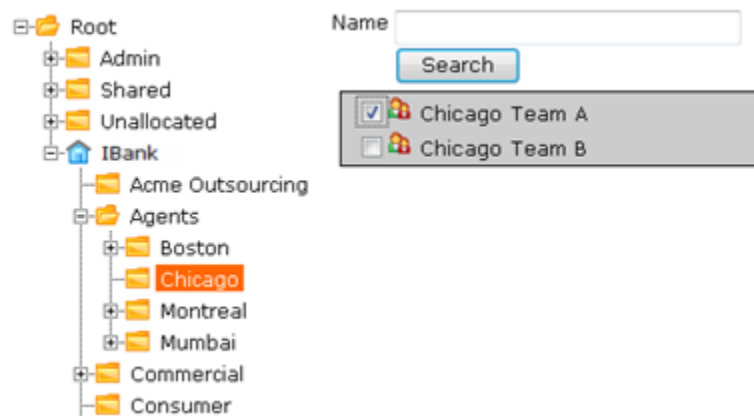 Root
Admin
Shared
Unallocated
IBank
Acme Outsourcing
Agents
Boston
Chicago
Montreal
Mumbai
Commercial
Consumer
Name
Search
Chicago Team A
Chicago Team B